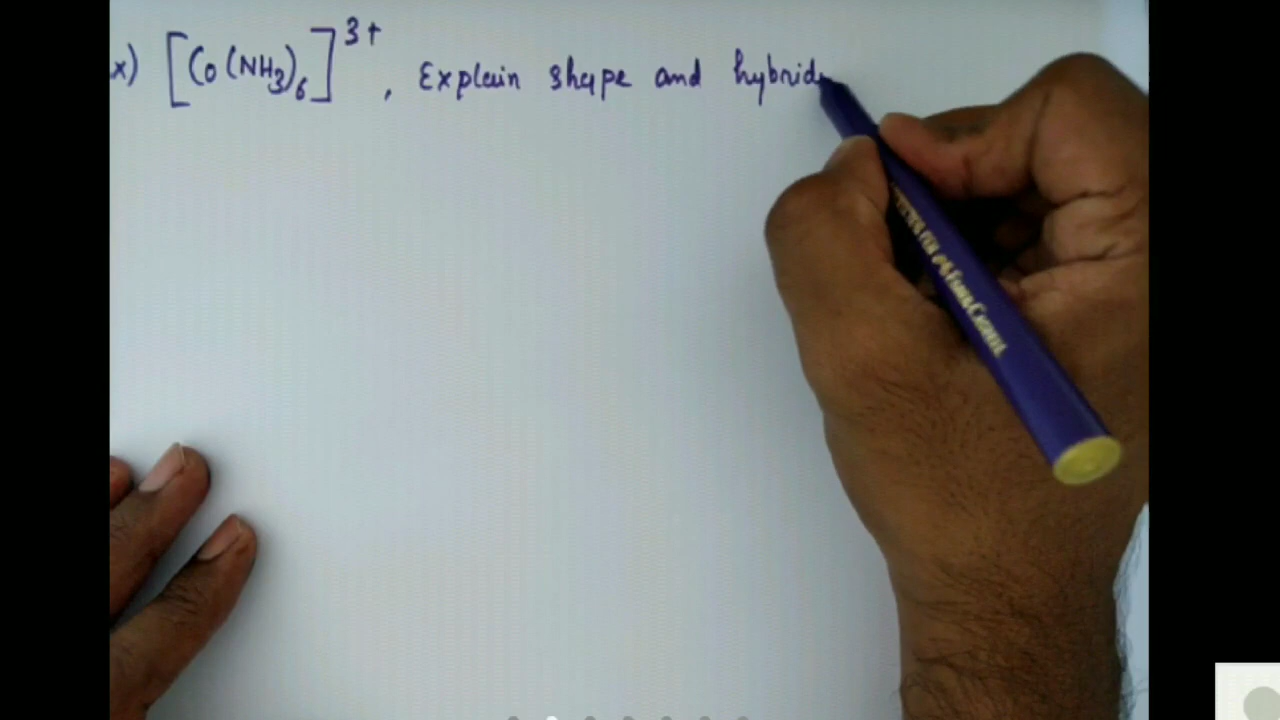 x) [Co(NH3)6]3+, Explain shape and hybrid